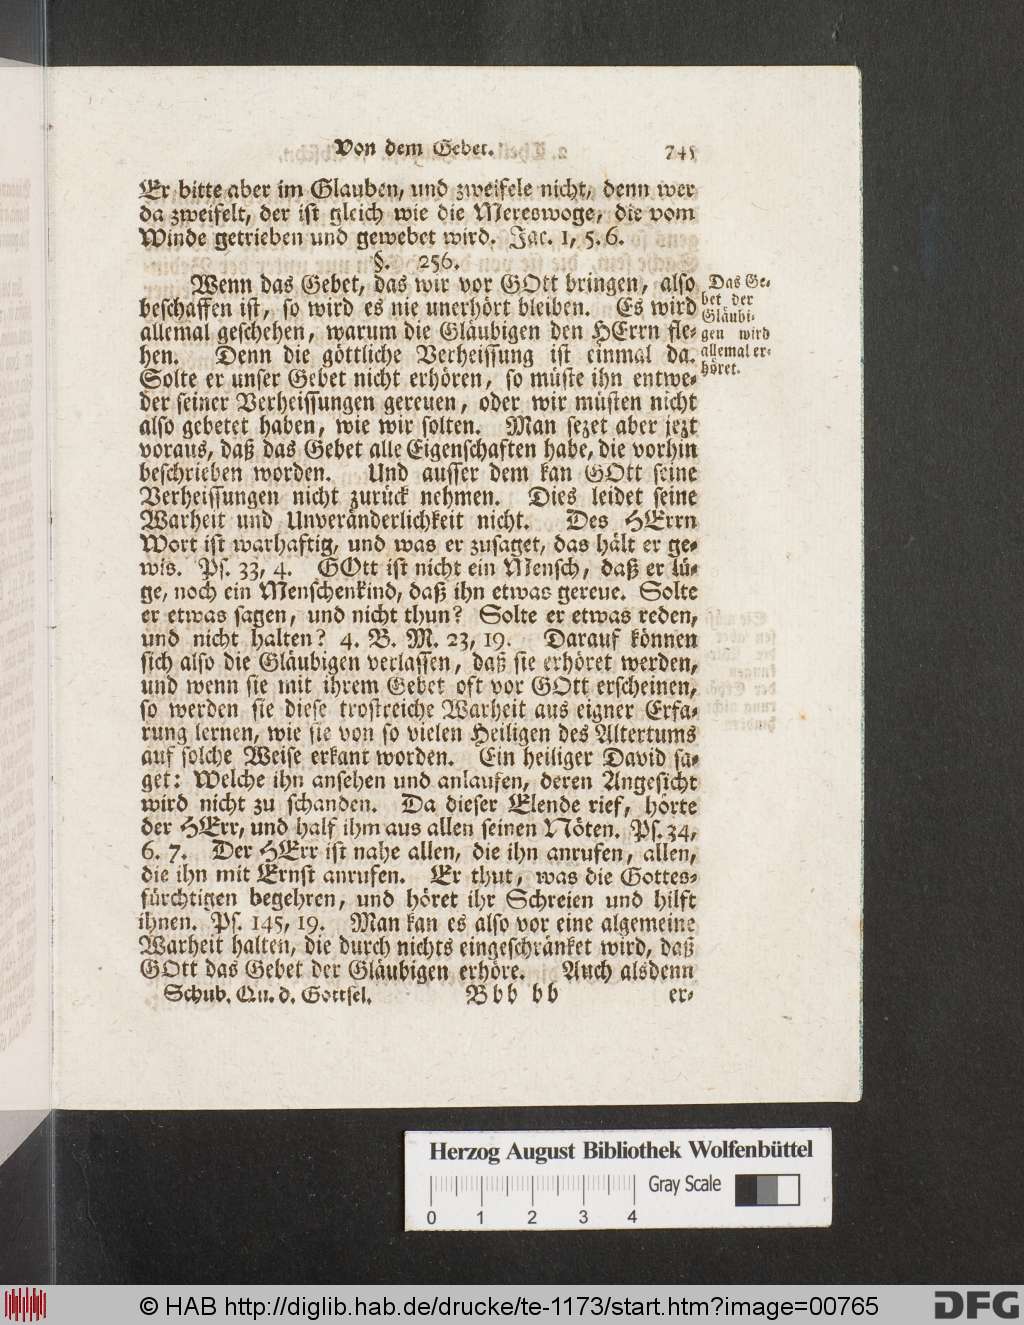 Von dem Gebet. 745
Er bitte aber im Glauben, und zweifele nicht, denn wer
da zweifelt, der ist gleich wie die Mereswoge, die vom
Winde getrieben und gewebet wird. Jac. 1, 5. 6.
§. 256.
Wenn das Gebet, das wir vor GOtt bringen, also
beschaffen ist, so wird es nie unerhört bleiben. Es wird
allemal geschehen, warum die Gläubigen den HErrn fle-
hen. Denn die göttliche Verheissung ist einmal da.
Solte er unser Gebet nicht erhören, so müste ihn entwe-
der seiner Verheissungen gereuen, oder wir müsten nicht
also gebetet haben, wie wir solten. Man sezet aber jezt
voraus, daß das Gebet alle Eigenschaften habe, die vorhin
beschrieben worden. Und ausser dem kan GOtt seine
Verheissungen nicht zurück nehmen. Dies leidet seine
Warheit und Unveränderlichkeit nicht. Des HErrn
Wort ist warhaftig, und was er zusaget, das hält er ge-
wis. Ps. 33, 4. GOtt ist nicht ein Mensch, daß er lü-
ge, noch ein Menschenkind, daß ihn etwas gereue. Solte
er etwas sagen, und nicht thun? Solte er etwas reden,
und nicht halten? 4. B. M. 23, 19. Darauf können
sich also die Gläubigen verlassen, daß sie erhöret werden,
und wenn sie mit ihrem Gebet oft vor GOtt erscheinen,
so werden sie diese trostreiche Warheit aus eigner Erfa-
rung lernen, wie sie von so vielen Heiligen des Altertums
auf solche Weise erkant worden. Ein heiliger David sa-
get: Welche ihn ansehen und anlaufen, deren Angesicht
wird nicht zu schanden. Da dieser Elende rief, hörte
der HErr, und half ihm aus allen seinen Nöten. Ps. 34,
6. 7. Der HErr ist nahe allen, die ihn anrufen, allen,
die ihn mit Ernst anrufen. Er thut, was die Gottes-
fürchtigen begehren, und höret ihr Schreien und hilft
ihnen. Ps. 145, 19. Man kan es also vor eine algemeine
Warheit halten, die durch nichts eingeschränket wird, daß
GOtt das Gebet der Gläubigen erhöre. Auch alsdenn
Schub. An. d. Gottsel. Bbb bb er-
Das Ge-
bet der
Gläubi-
gen wird
allemal er-
höret.
Herzog August Bibliothek Wolfenbüttel
Gray Scale
0 1 2 3 4
© HAB http://diglib.hab.de/drucke/te-1173/start.htm?image=00765
DFG